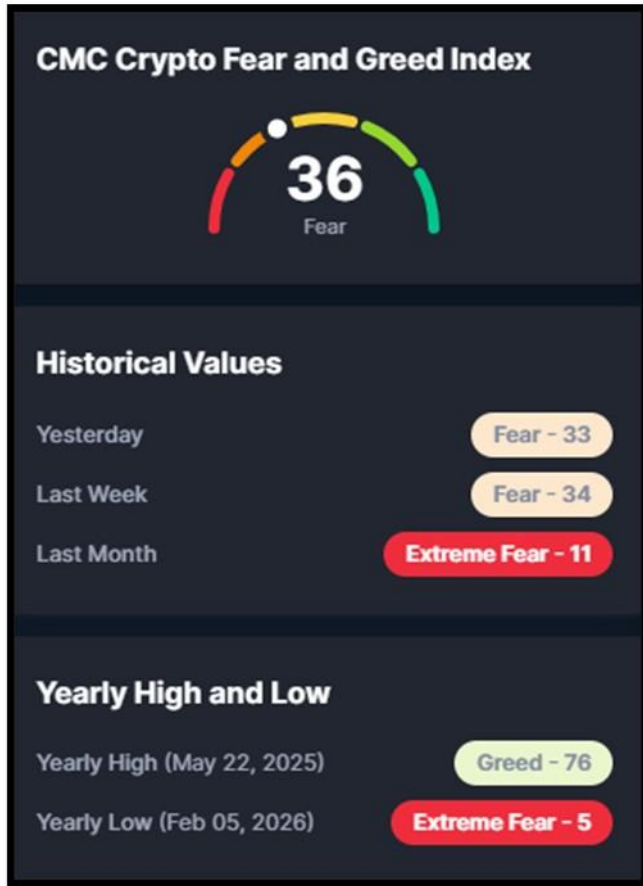 CMC Crypto Fear and Greed Index
36
Fear
Historical Values
Yesterday Fear - 33
Last Week Fear - 34
Last Month Extreme Fear - 11
Yearly High and Low
Yearly High (May 22, 2025) Greed - 76
Yearly Low (Feb 05, 2026) Extreme Fear - 5